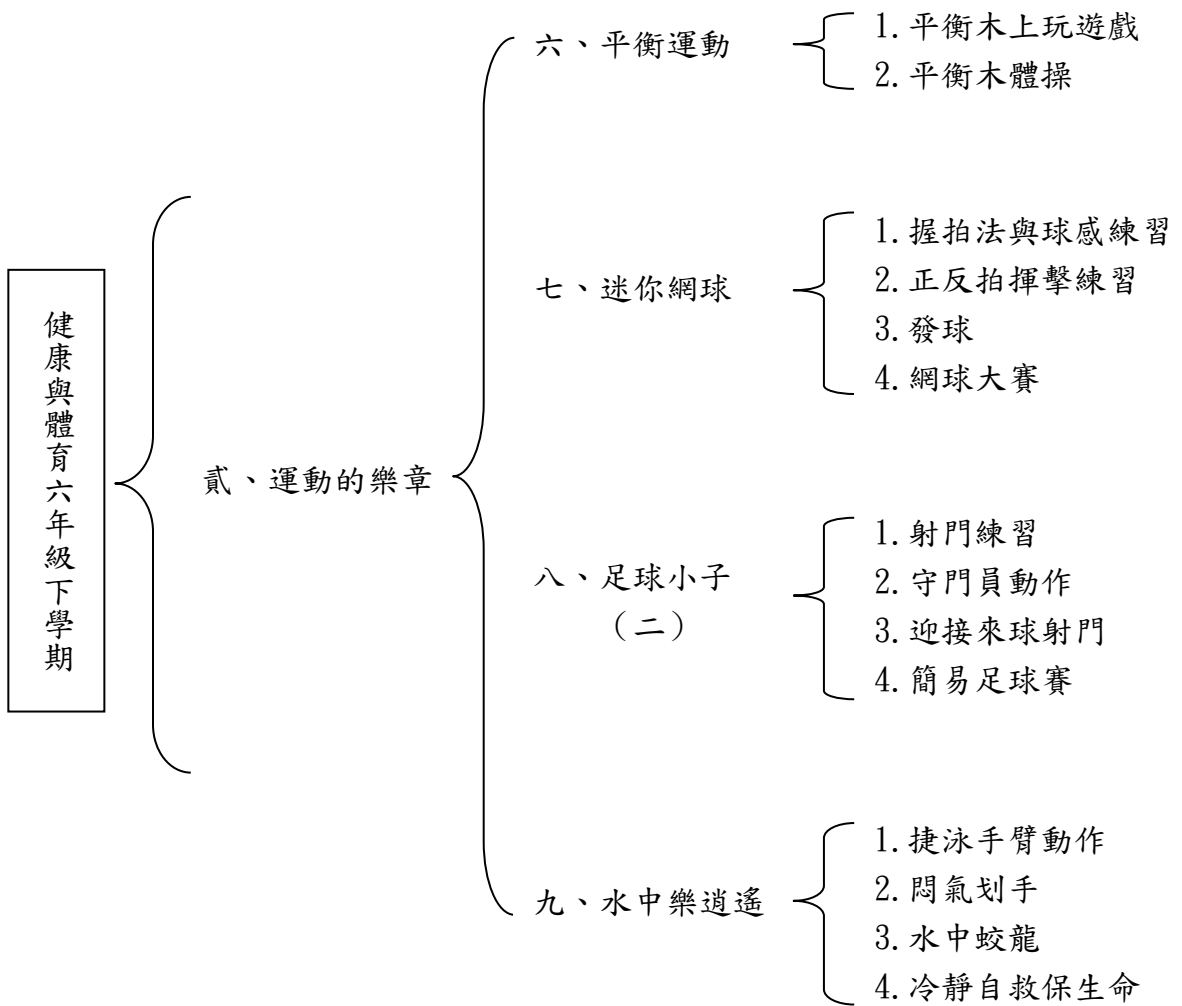 健康與體育六年級下學期
貳、運動的樂章
六、平衡運動
1.平衡木上玩遊戲
2.平衡木體操
七、迷你網球
1.握拍法與球感練習
2.正反拍揮擊練習
3.發球
4.網球大賽
八、足球小子
（二）
1.射門練習
2.守門員動作
3.迎接來球射門
4.簡易足球賽
九、水中樂逍遙
1.捷泳手臂動作
2.悶氣划手
3.水中蛟龍
4.冷靜自救保生命